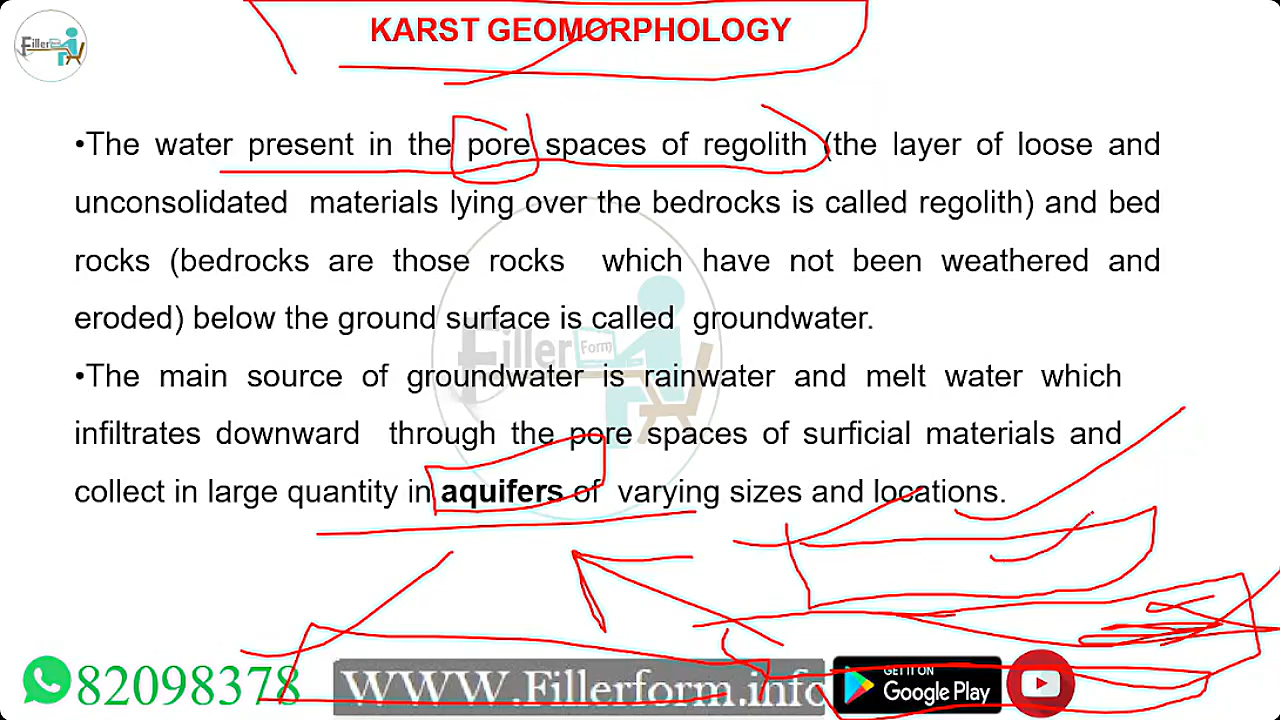 Filler
KARST GEOMORPHOLOGY
•The water present in the pore spaces of regolith (the layer of loose and
unconsolidated materials lying over the bedrocks is called regolith) and bed
rocks (bedrocks are those rocks which have not been weathered and
eroded) below the ground surface is called groundwater.
Filler Form
•The main source of groundwater is rainwater and melt water which
infiltrates downward through the pore spaces of surficial materials and
collect in large quantity in aquifers of varying sizes and locations.
82098378
WWW.Fillerform.info
GET IT ON
Google Play